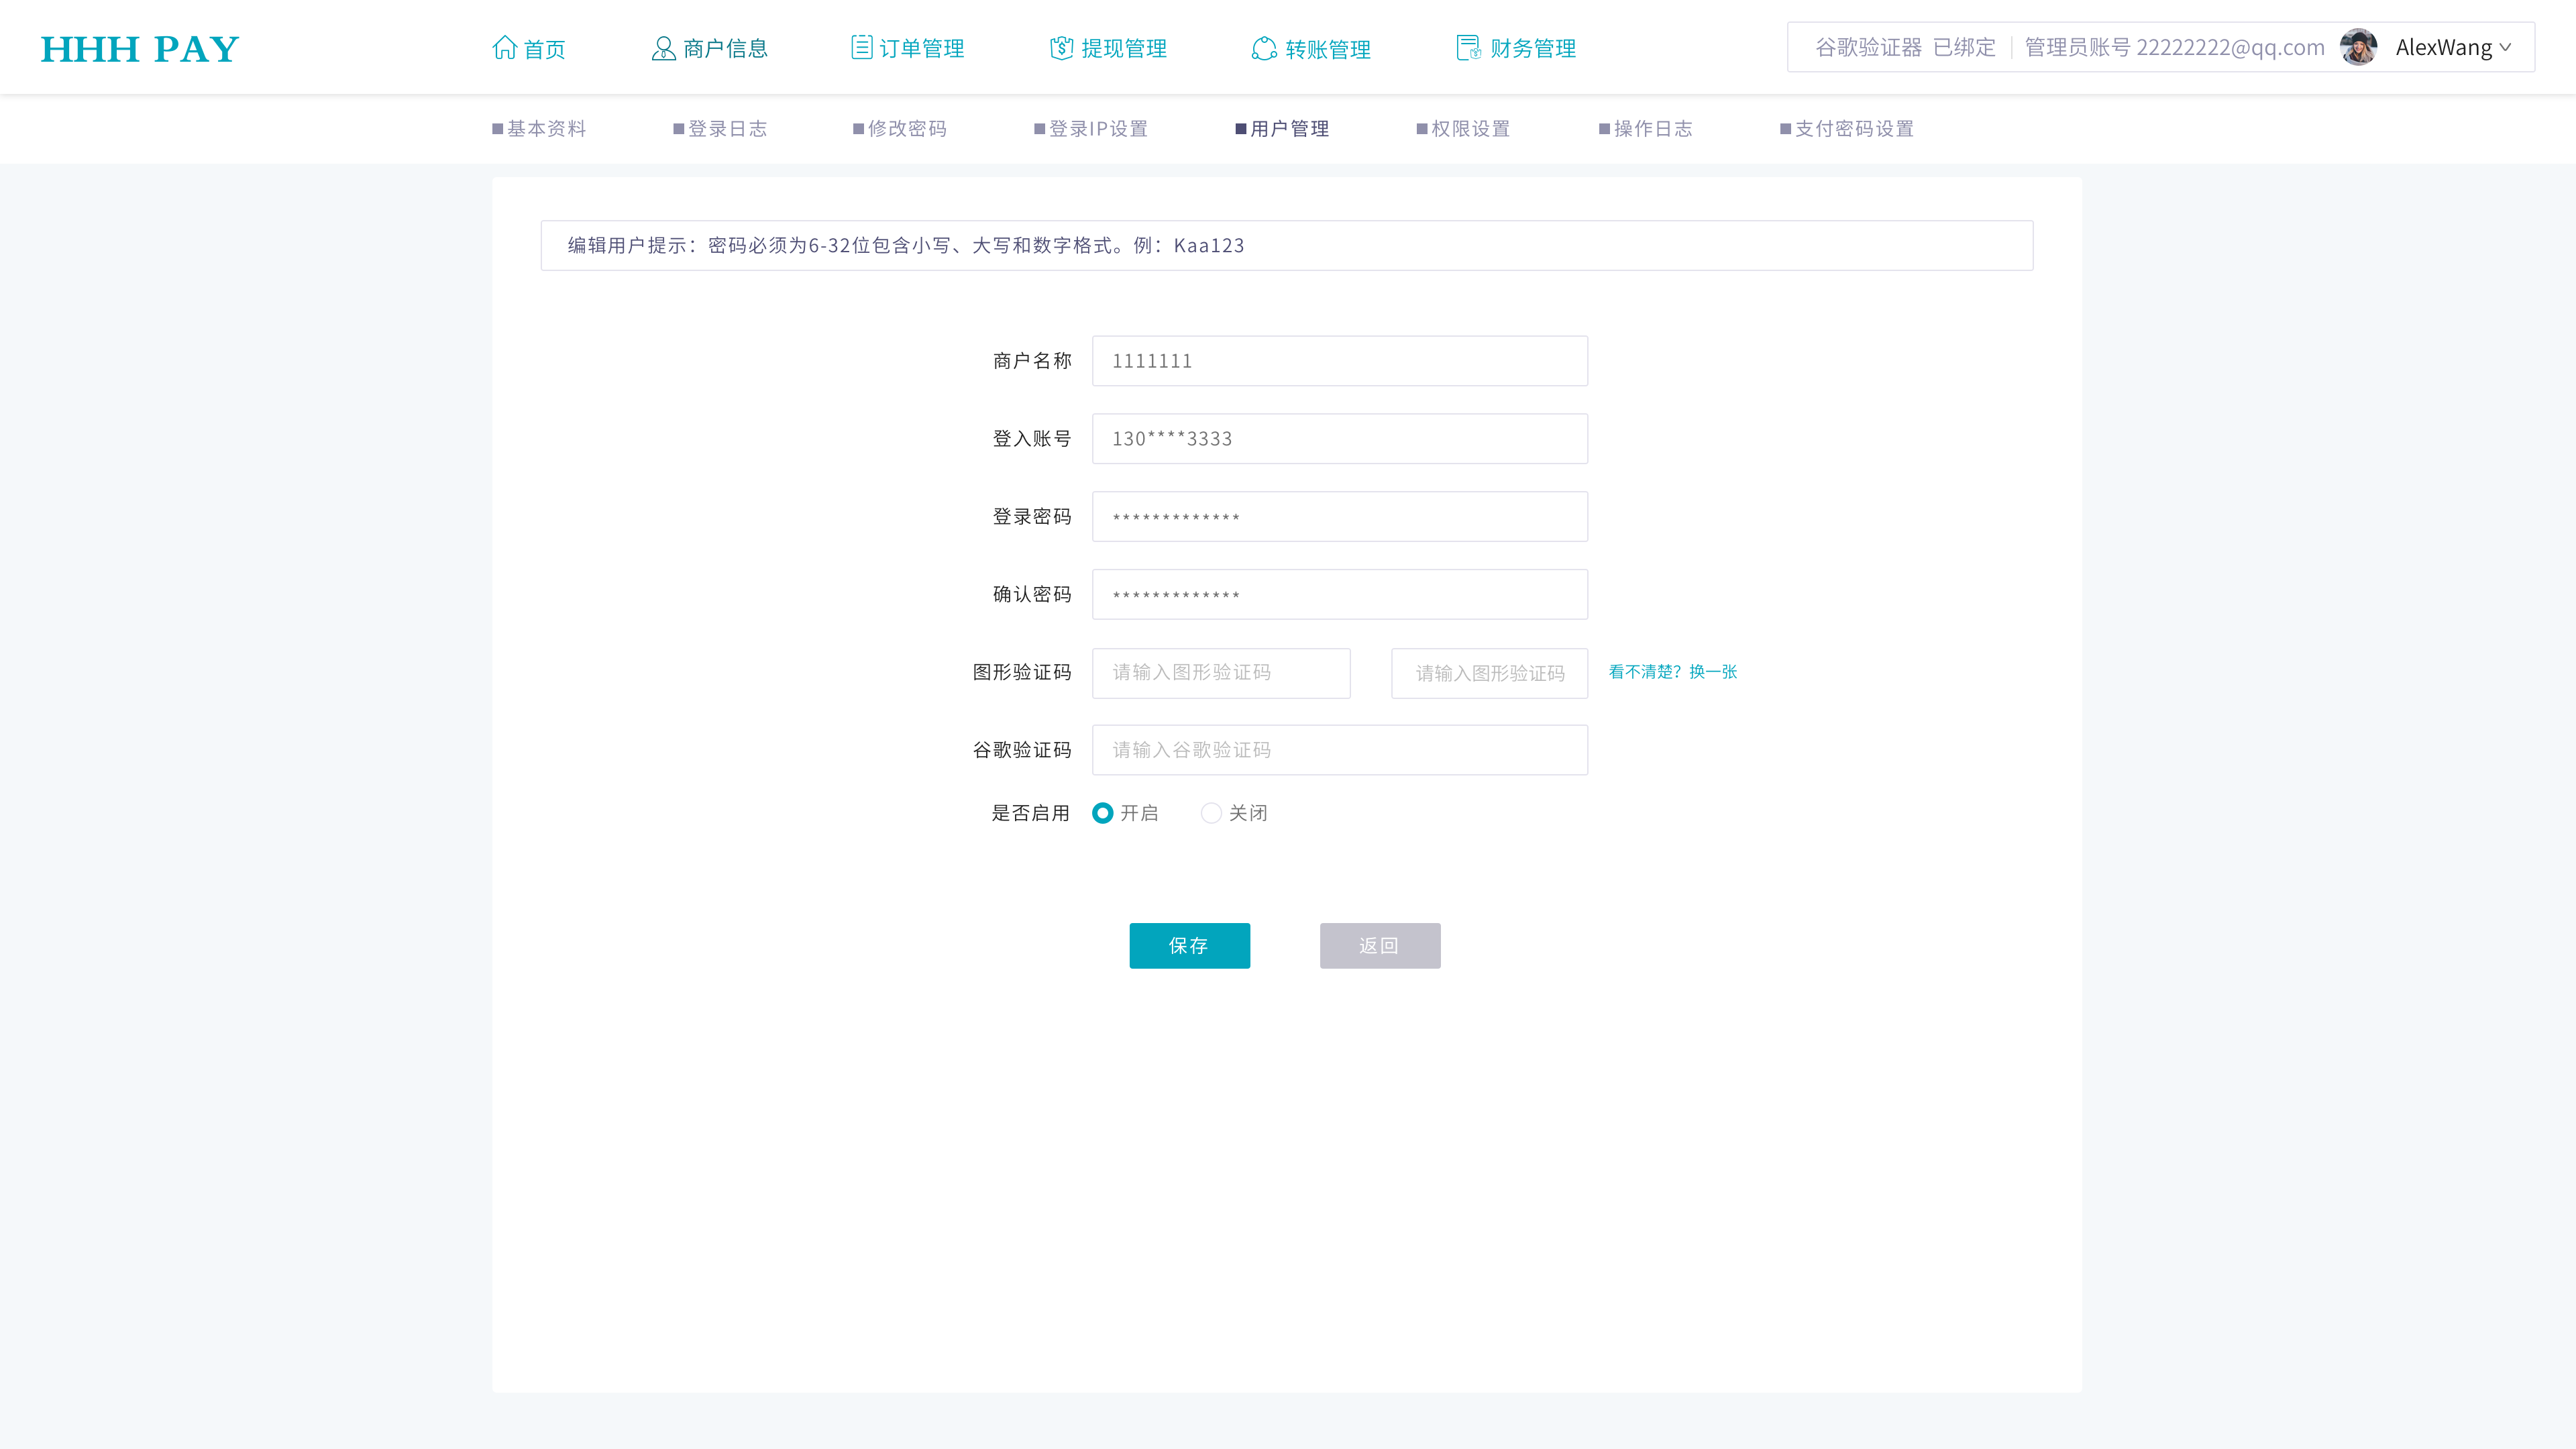 HHH PAY
首页
商户信息
订单管理
提现管理
转账管理
财务管理
谷歌验证器 已绑定
管理员账号 22222222@qq.com
AlexWang
基本资料
登录日志
修改密码
登录IP设置
用户管理
权限设置
操作日志
支付密码设置
编辑用户提示：密码必须为6-32位包含小写、大写和数字格式。例：Kaa123
商户名称 1111111
登入账号 130****3333
登录密码 *************
确认密码 *************
图形验证码 请输入图形验证码 请输入图形验证码 看不清楚？换一张
谷歌验证码 请输入谷歌验证码
是否启用 开启 关闭
保存 返回